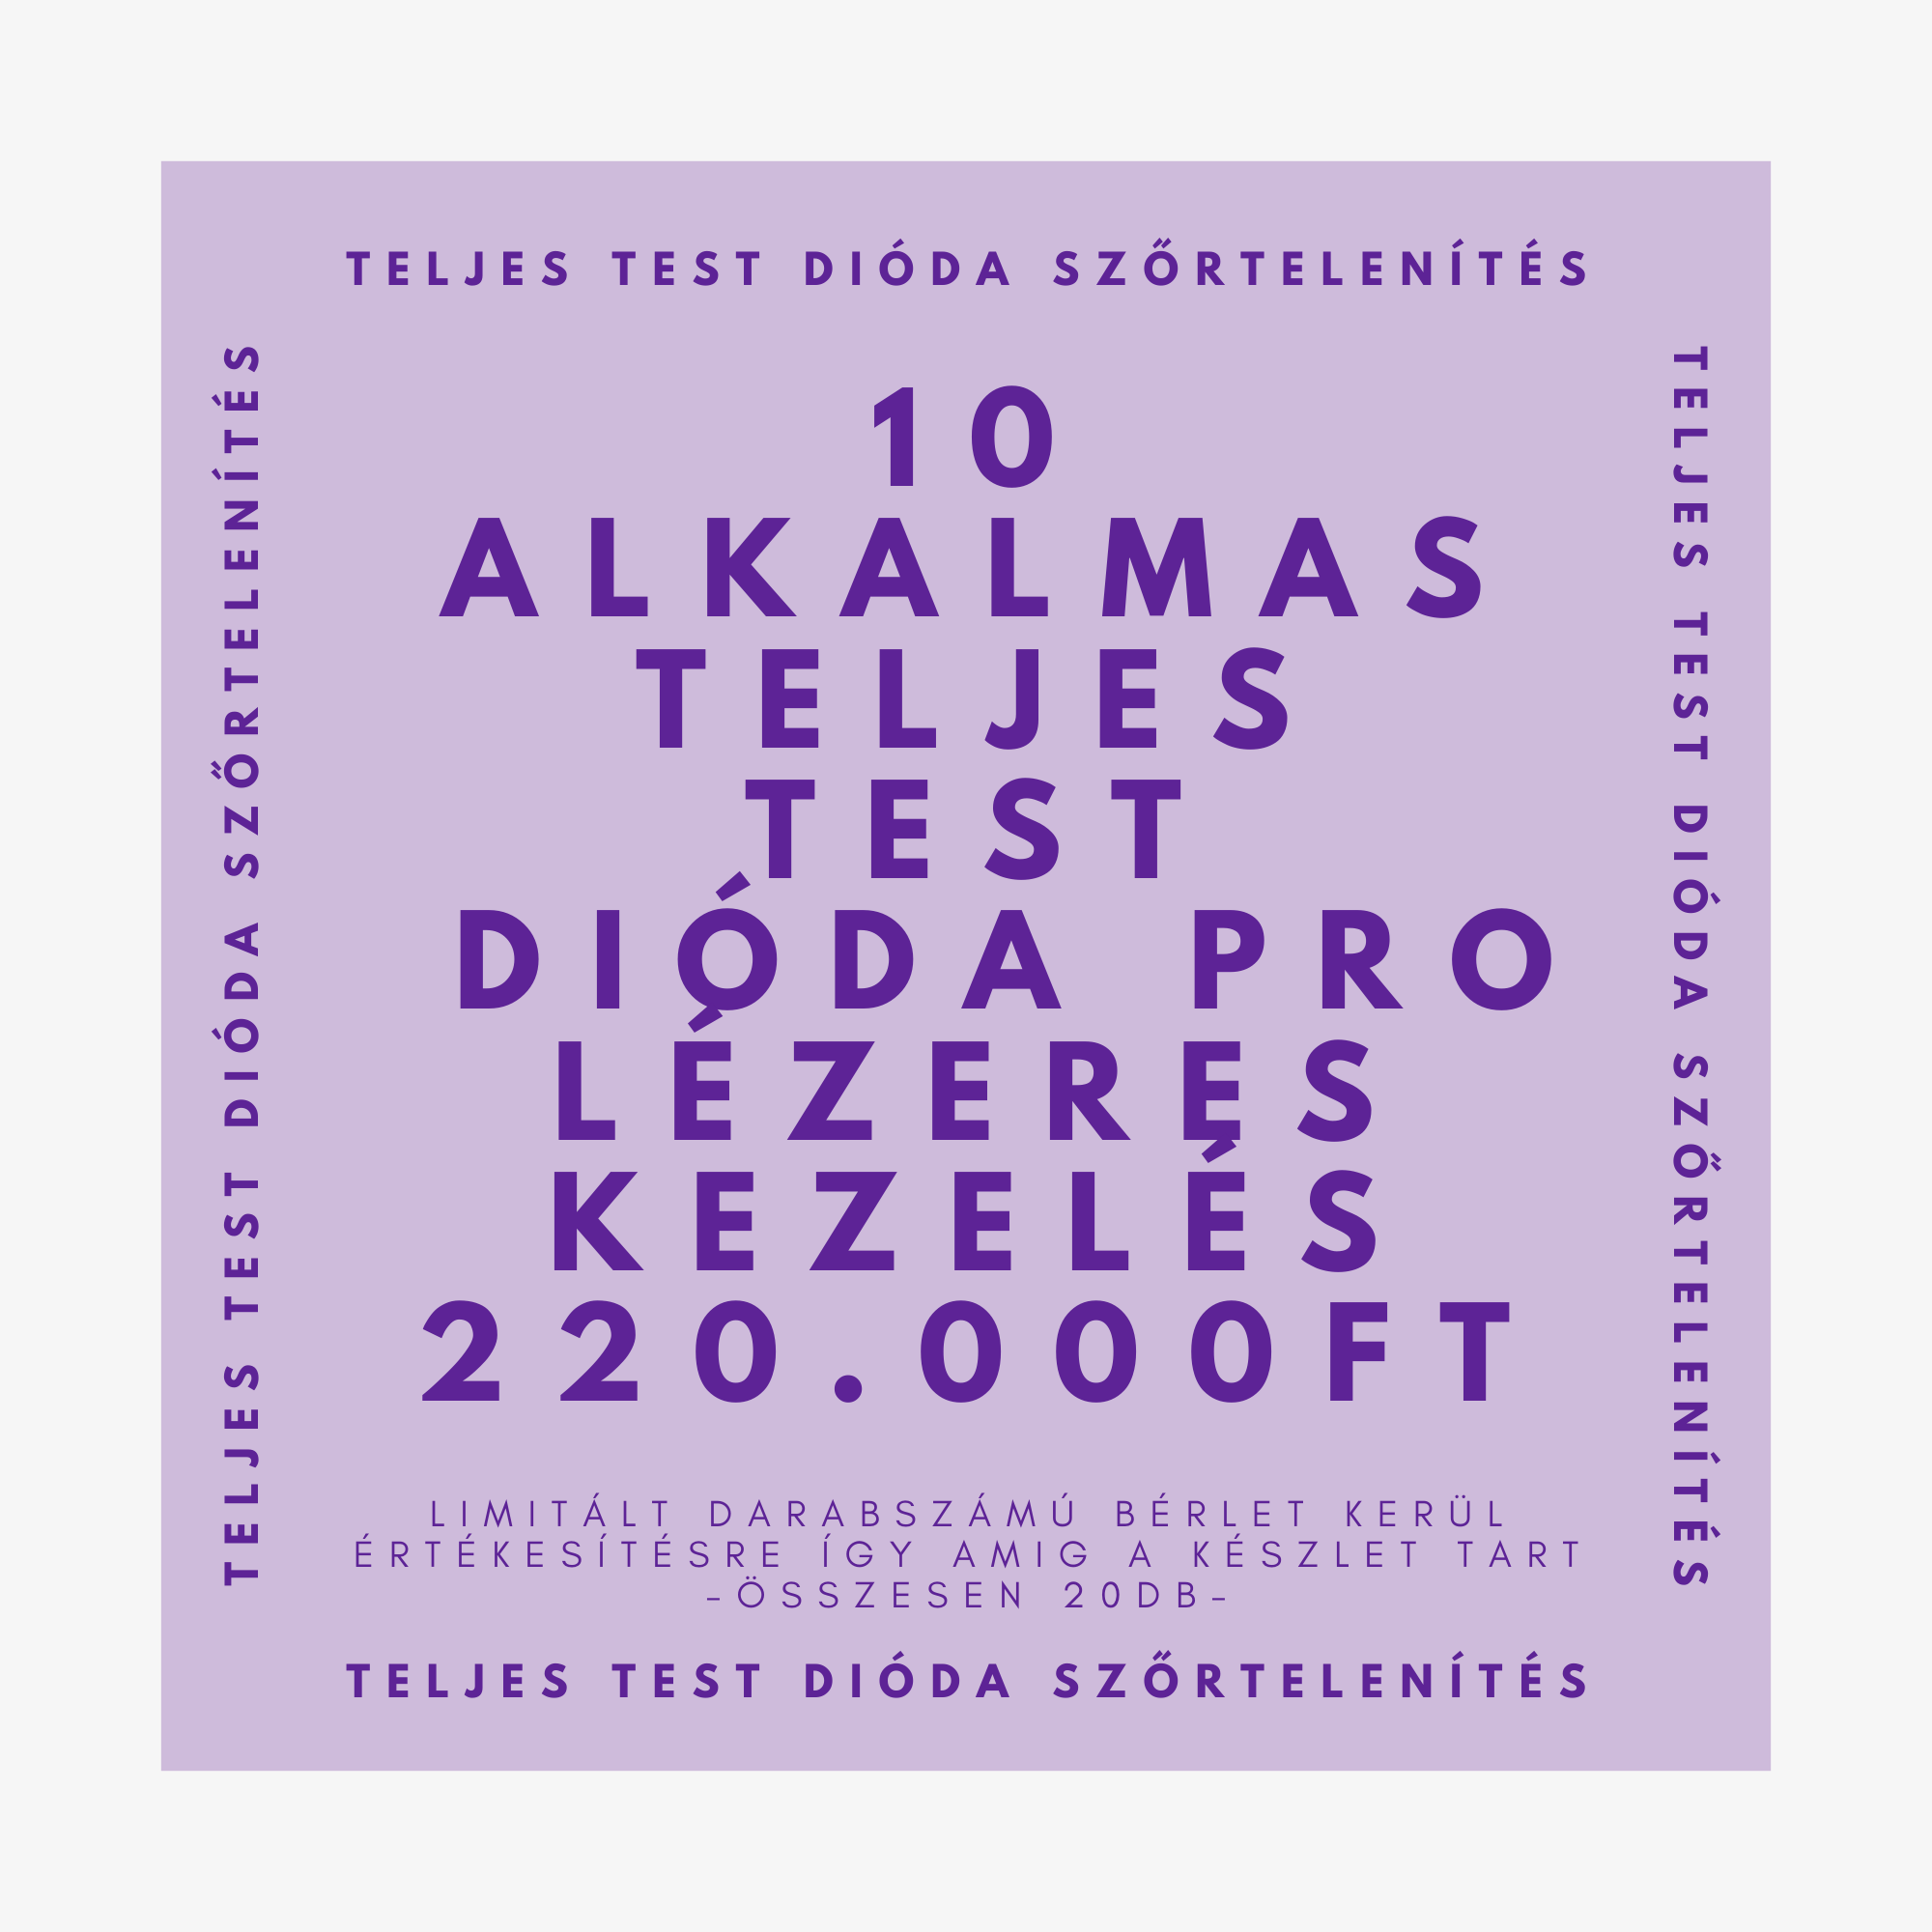 TELJES TEST DIÓDA SZŐRTELENÍTÉS
TELJES TEST DIÓDA SZŐRTELENÍTÉS
10
ALKALMAS
TELJES
TEST
DIÓDA PRO
LÉZERES
KEZELÉS
220.000FT
LIMITÁLT DARABSZÁMÚ BÉRLET KERÜL
ÉRTÉKESÍTÉSRE ÍGY AMIG A KÉSZLET TART
-ÖSSZESEN 20DB-
TELJES TEST DIÓDA SZŐRTELENÍTÉS
TELJES TEST DIÓDA SZŐRTELENÍTÉS